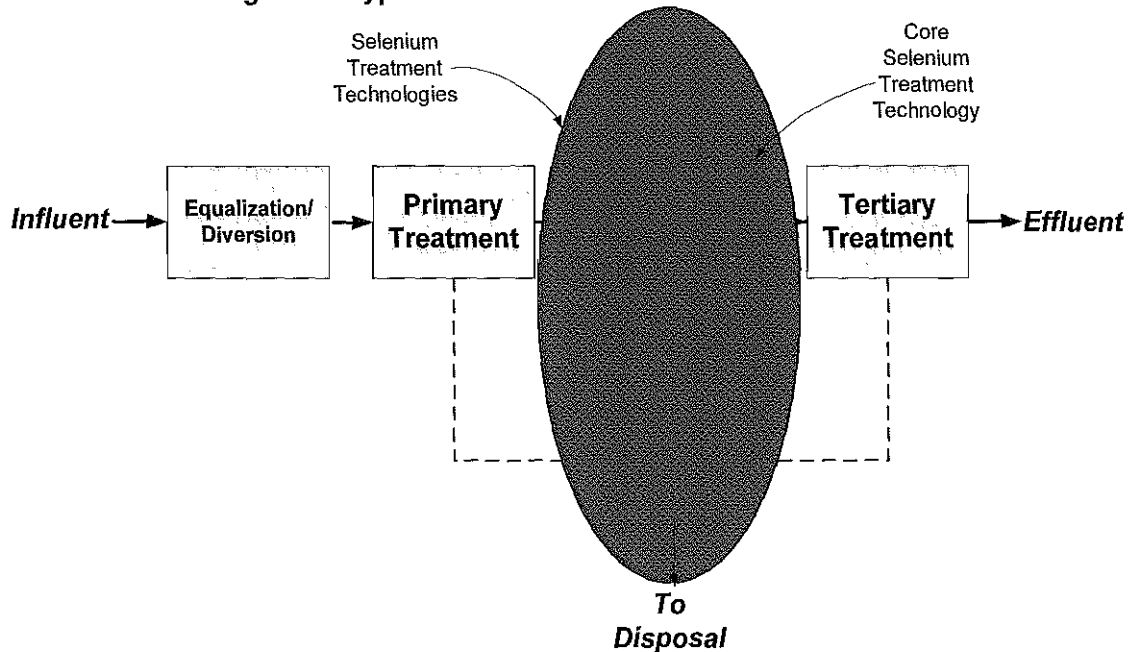 Selenium
Treatment
Technologies
Core
Selenium
Treatment
Technology
Influent
Equalization/
Diversion
Primary
Treatment
Tertiary
Treatment
Effluent
To
Disposal